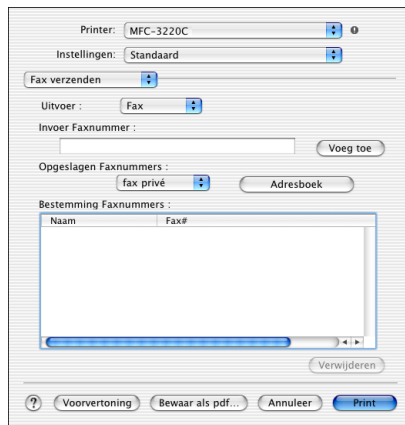 Printer: MFC-3220C
Instellingen: Standaard
Fax verzenden
Uitvoer : Fax
Invoer Faxnummer :
Voeg toe
Opgeslagen Faxnummers :
fax privé Adresboek
Bestemming Faxnummers :
Naam Fax#
Verwijderen
? Voorvertoning Bewaar als pdf... Annuleer Print